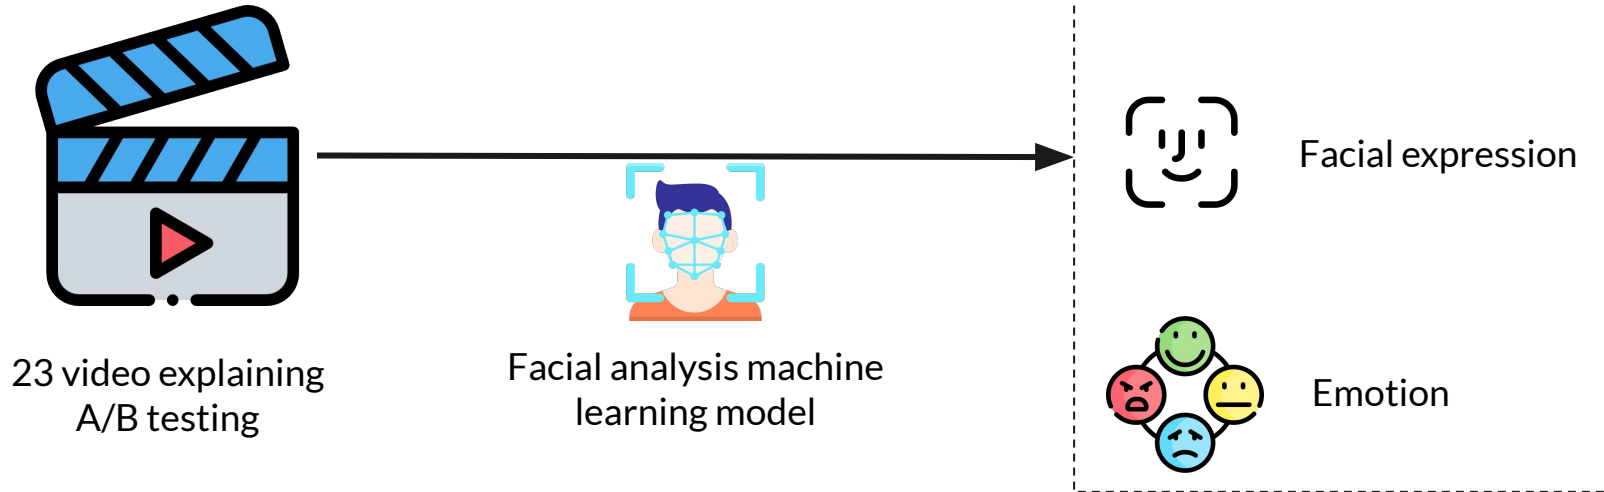 23 video explaining
A/B testing
Facial analysis machine
learning model
Facial expression
Emotion